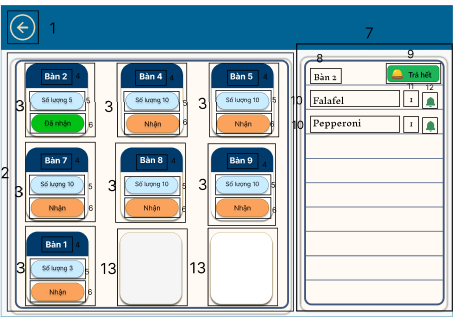 1
7
8
9
Bàn 2 4
Bàn 4 4
Bàn 5 4
Bàn 2
Trả hết
3
Số lượng 5 5
3
Số lượng 10 5
3
Số lượng 10 5
11 12
10
Falafel 1
Đã nhận 6
Nhận 6
Nhận 6
10
Pepperoni 1
2
Bàn 7 4
Bàn 8 4
Bàn 9 4
3
Số lượng 10 5
3
Số lượng 10 5
3
Số lượng 10 5
Nhận 6
Nhận 6
Nhận 6
Bàn 1 4
3
Số lượng 3 5
13
13
Nhận 6